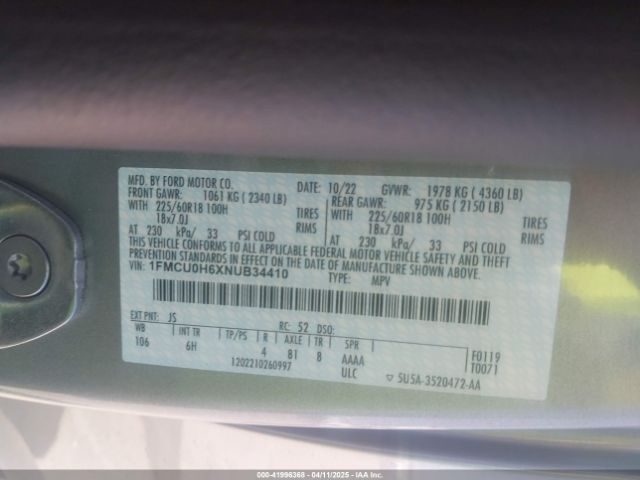 MFD. BY FORD MOTOR CO. 10/22 GVWR: 1978 KG ( 4360 LB)
FRONT GAWR: 1061 KG ( 2340 LB) REAR GAWR: 975 KG ( 2150 LB)
WITH 225/60R18 100H TIRES WITH 225/60R18 100H TIRES
18x7.0J RIMS 18x7.0J RIMS
AT 230 kPa/ 33 PSI COLD AT 230 kPa/ 33 PSI COLD
THIS VEHICLE CONFORMS TO ALL APPLICABLE FEDERAL MOTOR VEHICLE SAFETY AND THEFT
PREVENTION STANDARDS IN EFFECT ON THE DATE OF MANUFACTURE SHOWN ABOVE.
VIN: 1FMCU0H6XNUB34410 TYPE: MPV
EXT PNT: JS RC: 52 DSO:
WB INT TR TP/PS R AXLE TR SPR
106 6H 4 81 8 AAAA F0119
1202210260997 ULC T0071
5U5A-3520472-AA
000-41996368 - 04/11/2025 - IAA Inc.